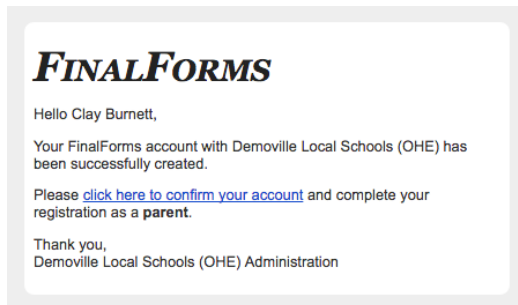 FINALFORMS
Hello Clay Burnett,
Your FinalForms account with Demoville Local Schools (OHE) has
been successfully created.
Please click here to confirm your account and complete your
registration as a parent.
Thank you,
Demoville Local Schools (OHE) Administration